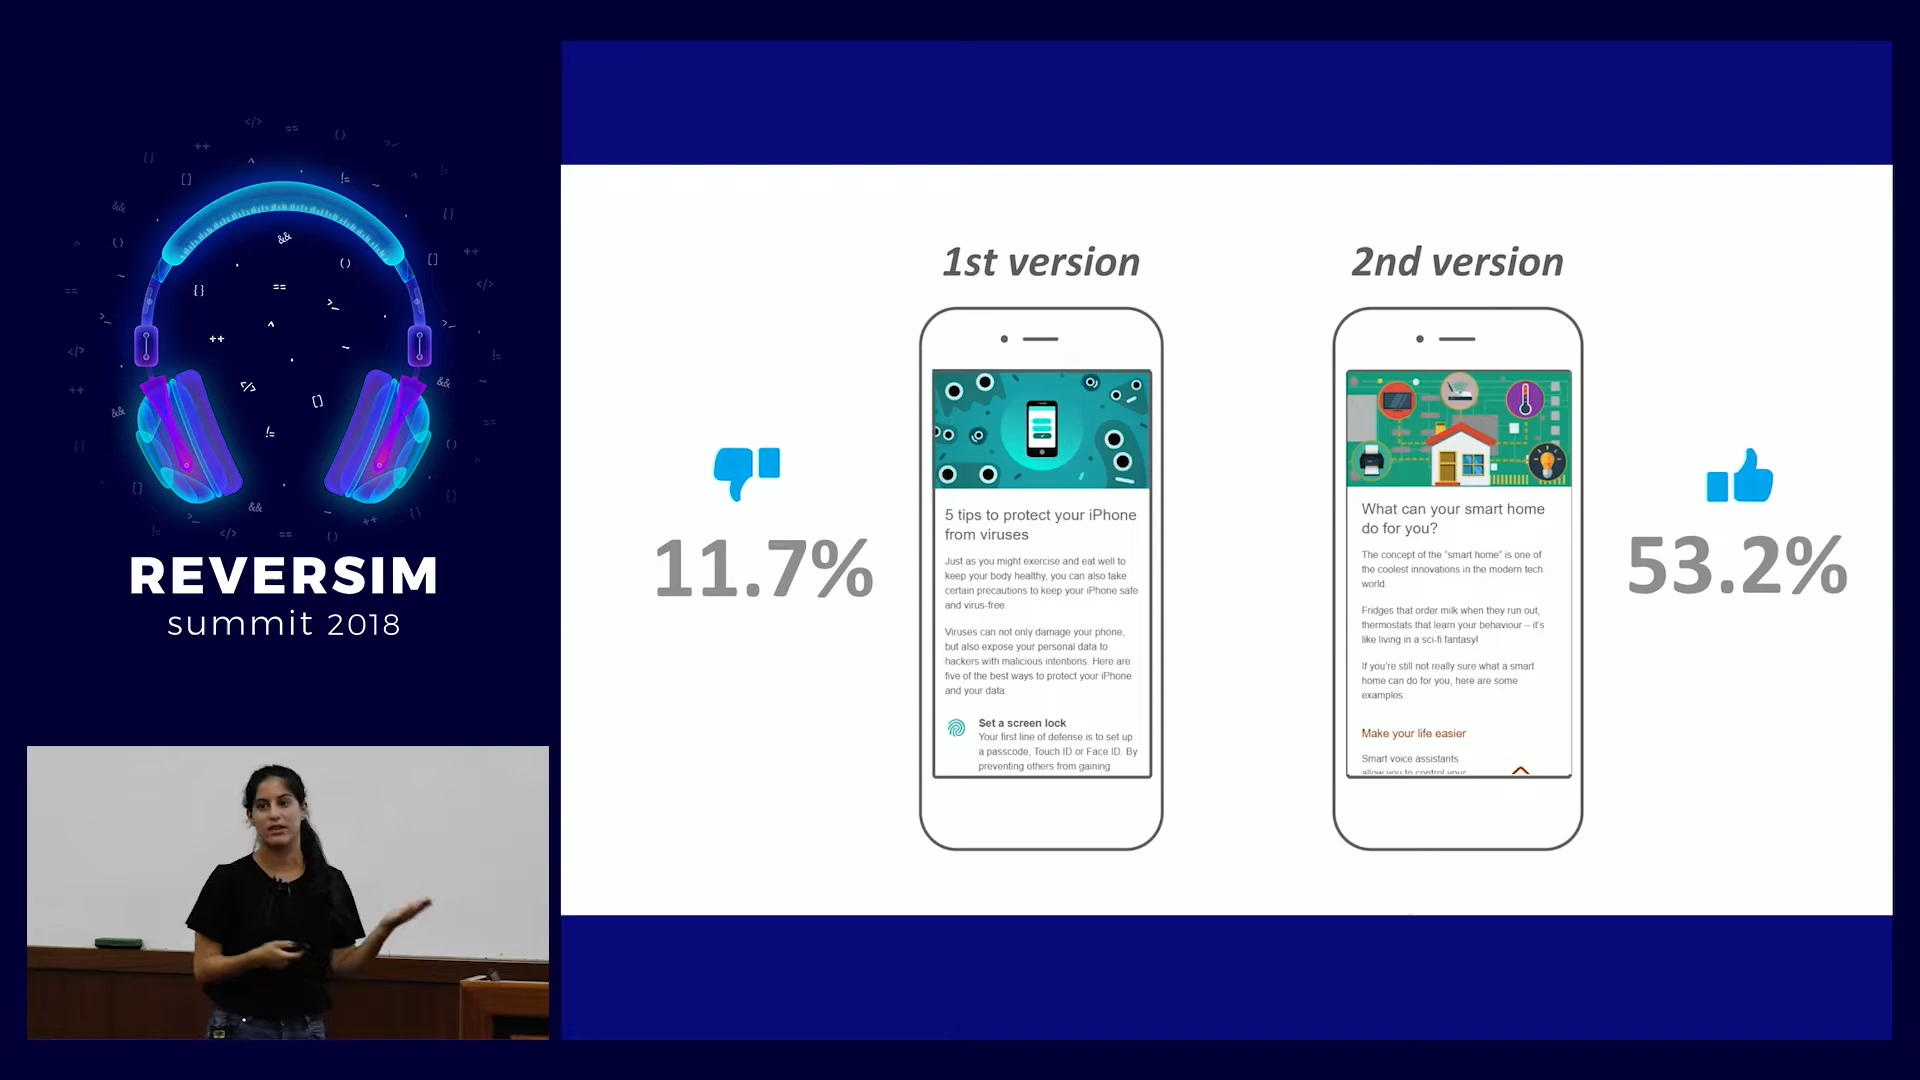 REVERSIM
summit 2018
1st version
2nd version
11.7%
5 tips to protect your iPhone
from viruses
Just as you might exercise and eat well to
keep your body healthy, you can also take
certain precautions to keep your iPhone safe
and virus-free.
Viruses can not only damage your phone,
but also expose your personal data to
hackers with malicious intentions. Here are
five of the best ways to protect your iPhone
and your data:
Set a screen lock
Your first line of defense is to set up
a passcode, Touch ID or Face ID. By
preventing others from gaining
What can your smart home
do for you?
The concept of the "smart home" is one of
the coolest innovations in the modern tech
world.
Fridges that order milk when they run out,
thermostats that learn your behaviour – it's
like living in a sci-fi fantasy!
If you're still not really sure what a smart
home can do for you, here are some
examples:
Make your life easier
Smart voice assistants
allow you to control your
53.2%